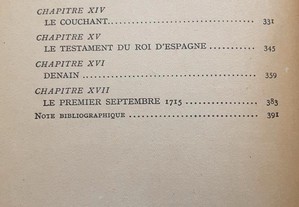 CHAPITRE XIV
LE COUCHANT................................ 331
CHAPITRE XV
LE TESTAMENT DU ROI D'ESPAGNE.......... 345
CHAPITRE XVI
DENAIN...................................... 359
CHAPITRE XVII
LE PREMIER SEPTEMBRE 1715............... 383
NOTE BIBLIOGRAPHIQUE....................... 391